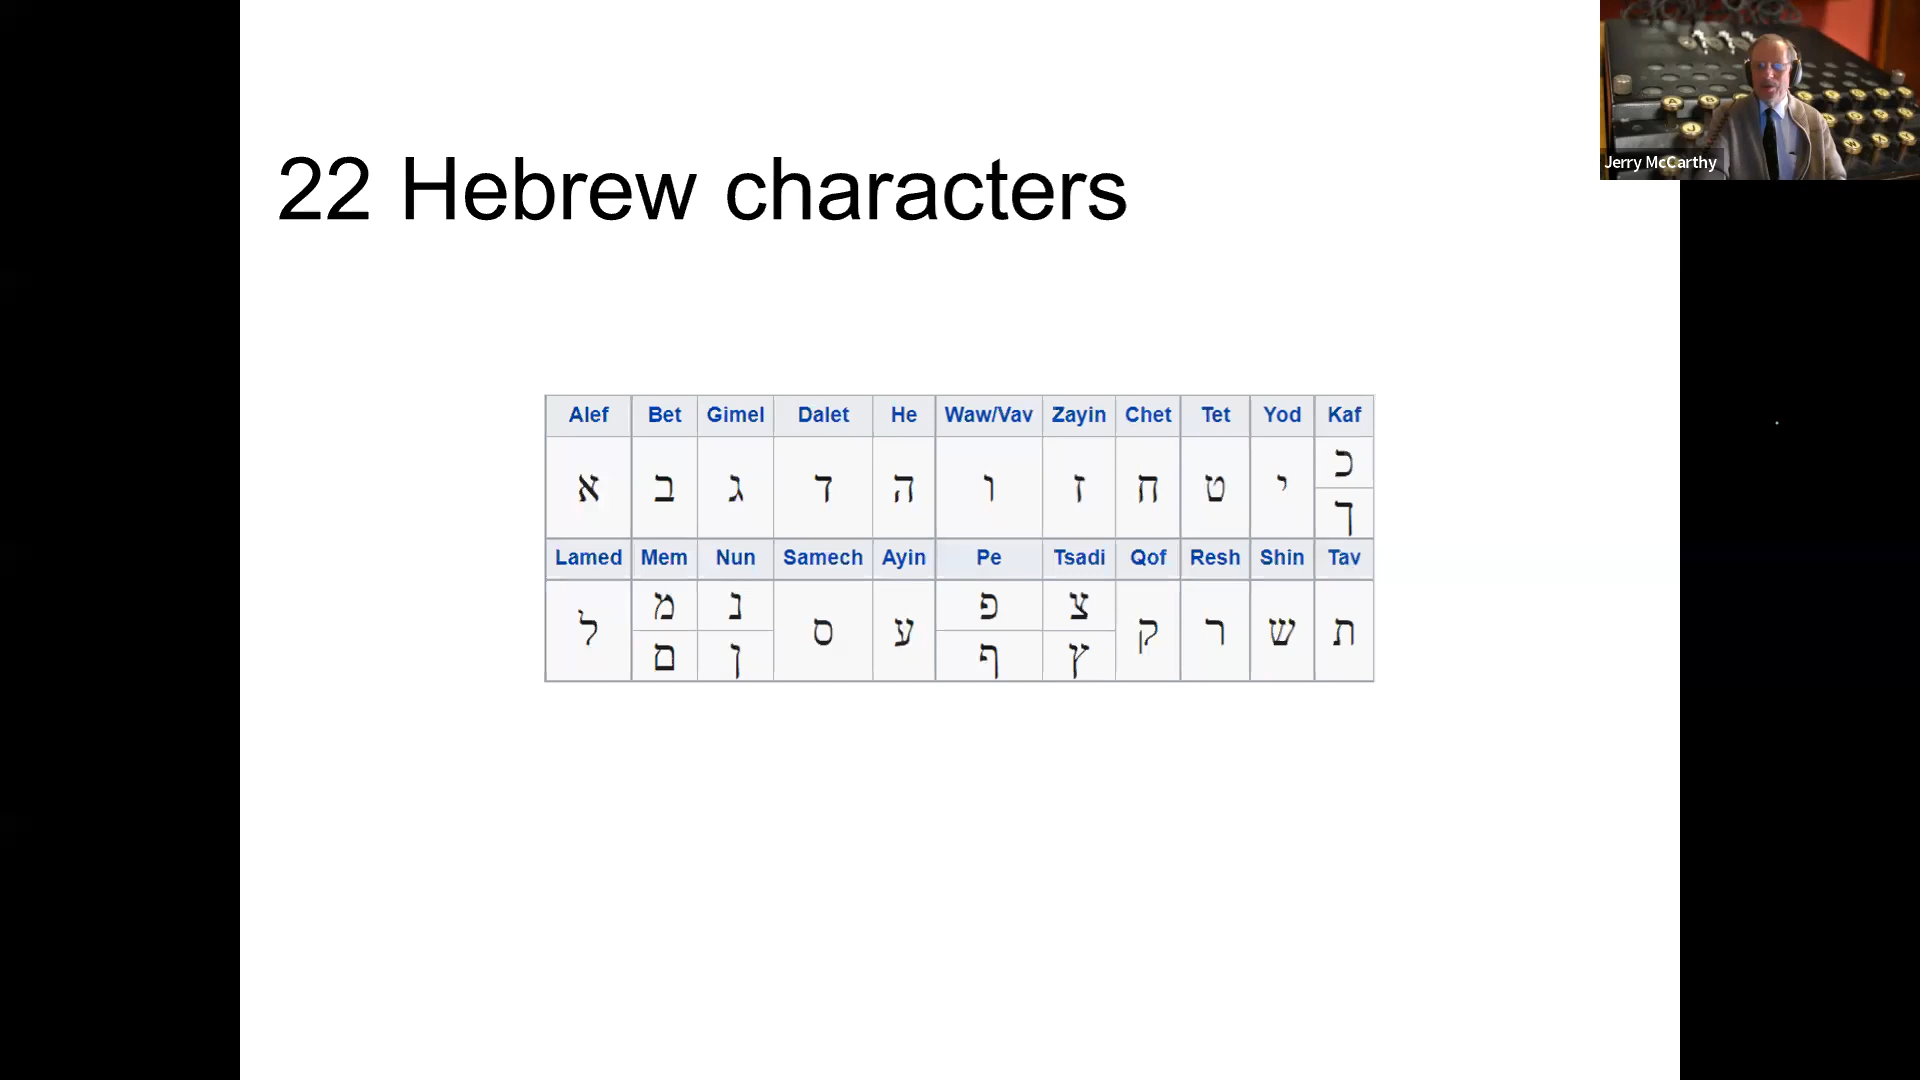 22 Hebrew characters
Jerry McCarthy
Alef Bet Gimel Dalet He Waw/Vav Zayin Chet Tet Yod Kaf
א ב ג ד ה ו ז ח ט י כ
ך
Lamed Mem Nun Samech Ayin Pe Tsadi Qof Resh Shin Tav
ל מ נ ס ע פ צ ק ר ש ת
ם ן ף ץ